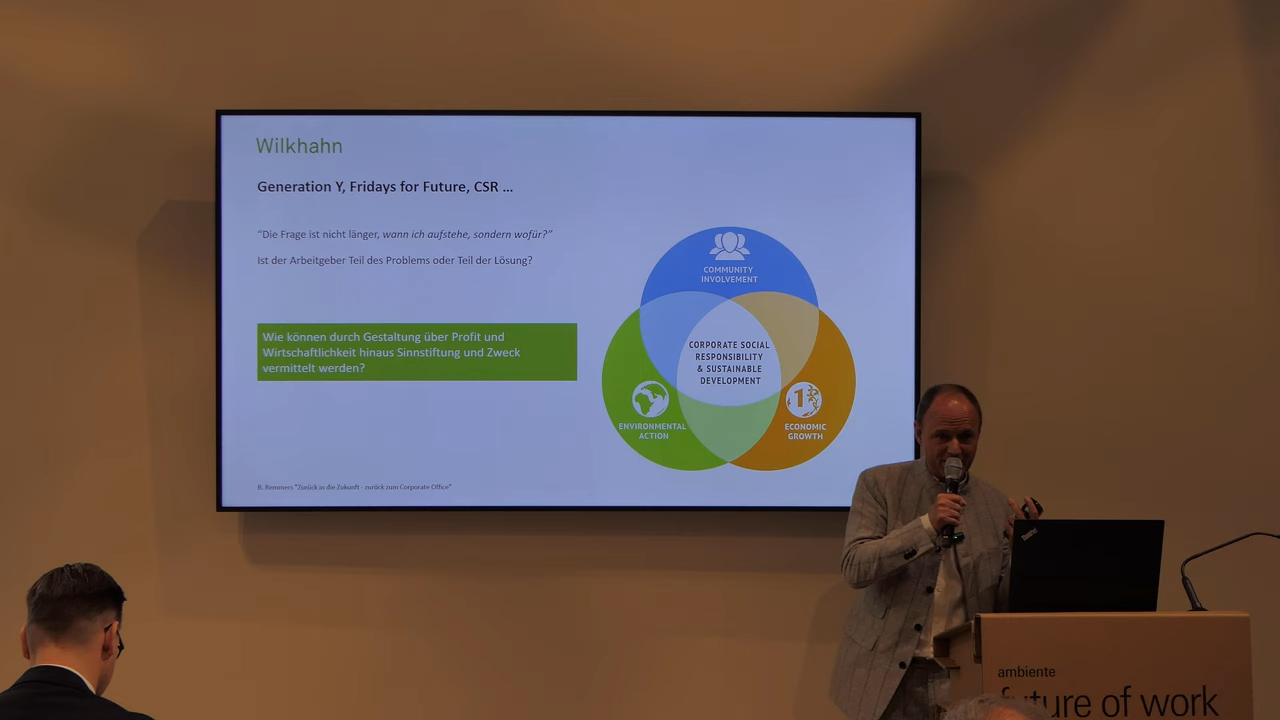 Wilkhahn
Generation Y, Fridays for Future, CSR ...
“Die Frage ist nicht länger, wann ich aufstehe, sondern wofür?”
Ist der Arbeitgeber Teil des Problems oder Teil der Lösung?
Wie können durch Gestaltung über Profit und
Wirtschaftlichkeit hinaus Sinnstiftung und Zweck
vermittelt werden?
COMMUNITY
INVOLVEMENT
CORPORATE SOCIAL
RESPONSIBILITY
& SUSTAINABLE
DEVELOPMENT
ENVIRONMENTAL
ACTION
ECONOMIC
GROWTH
B. Remmers "Zurück in die Zukunft - zurück zum Corporate Office"
ThinkPad
ambiente
future of work